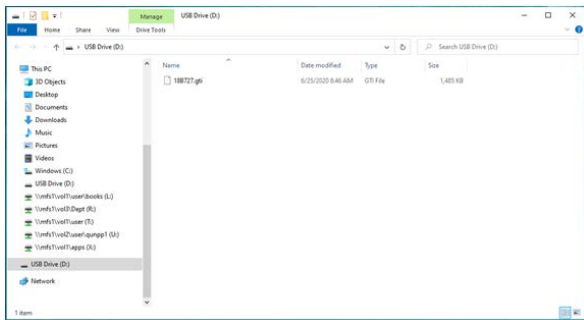 Manage
USB Drive (D:)
File
Home
Share
View
Drive Tools
USB Drive (D:)
Search USB Drive (D:)
Name
Date modified
Type
Size
188727.gti
6/25/2020 8:46 AM
GTI File
1,485 KB
This PC
3D Objects
Desktop
Documents
Downloads
Music
Pictures
Videos
Windows (C:)
USB Drive (D:)
\\mfs1\vol1\user\books (L:)
\\mfs1\vol3\Dept (R:)
\\mfs1\vol1\user (T:)
\\mfs1\vol2\user\qunpp1 (U:)
\\mfs1\vol1\apps (X:)
USB Drive (D:)
Network
1 item